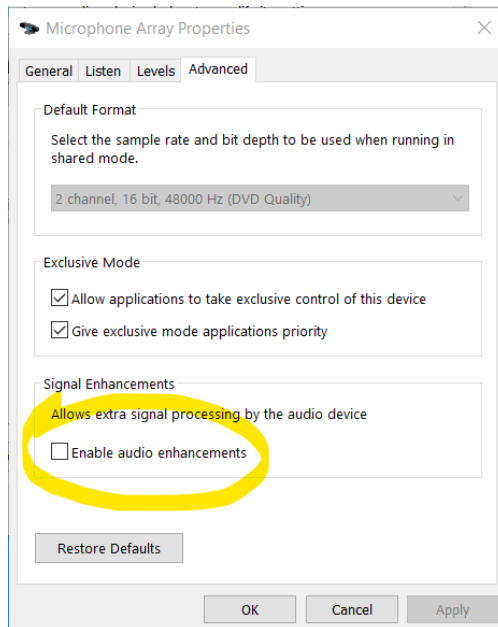 Microphone Array Properties
General Listen Levels Advanced
Default Format
Select the sample rate and bit depth to be used when running in
shared mode.
2 channel, 16 bit, 48000 Hz (DVD Quality)
Exclusive Mode
Allow applications to take exclusive control of this device
Give exclusive mode applications priority
Signal Enhancements
Allows extra signal processing by the audio device
Enable audio enhancements
Restore Defaults
OK Cancel Apply